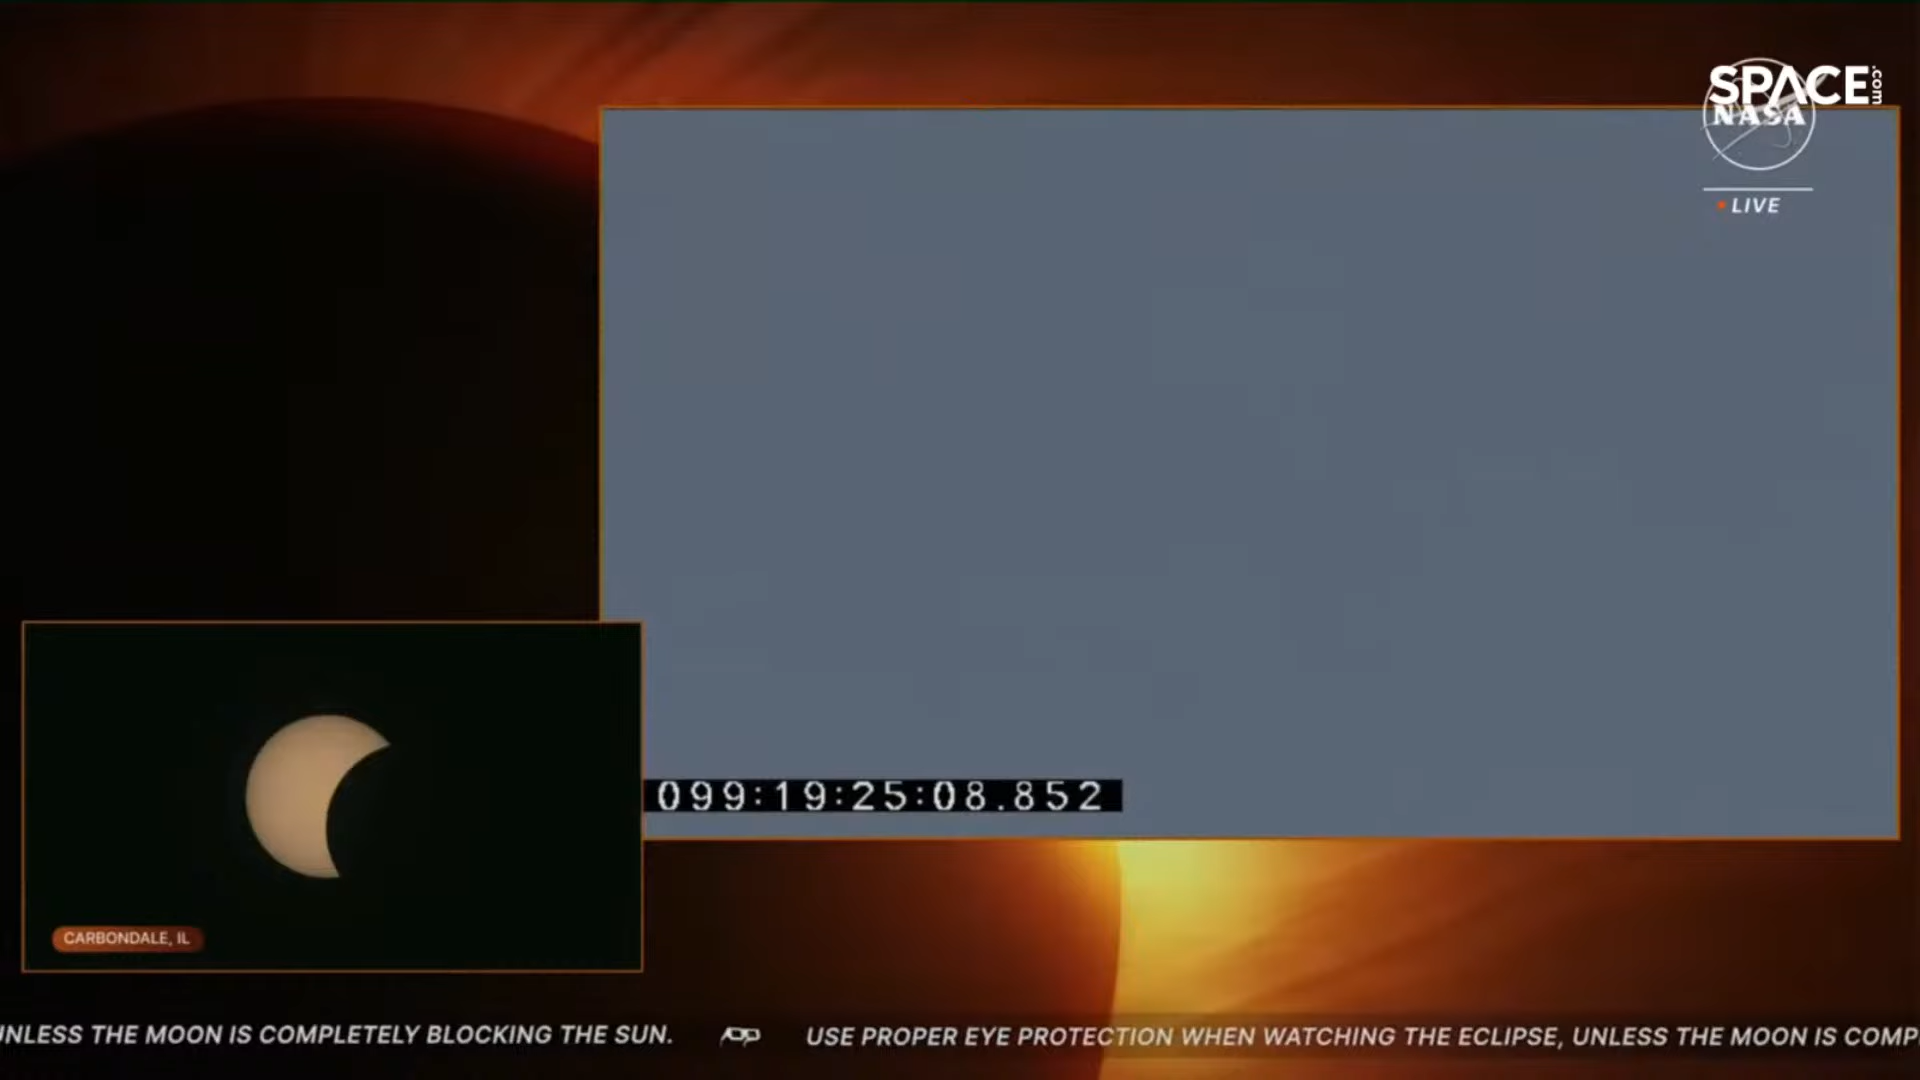 SPACE.com
NASA
LIVE
099:19:25:08.852
CARBONDALE, IL
UNLESS THE MOON IS COMPLETELY BLOCKING THE SUN.
USE PROPER EYE PROTECTION WHEN WATCHING THE ECLIPSE, UNLESS THE MOON IS COMP